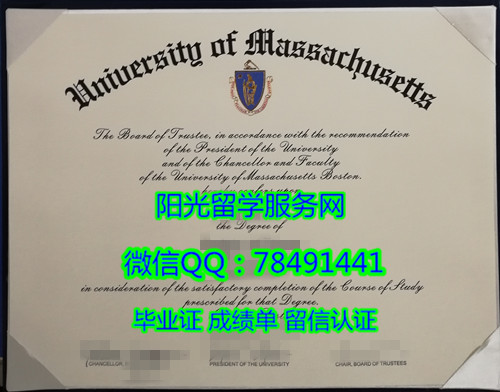 University of Massachusetts
The Board of Trustee, in accordance with the recommendation
of the President of the University
and of the Chancellor and Faculty
of the University of Massachusetts Boston,
hereby confers upon
阳光留学服务网
the Degree of
微信QQ：78491441
in consideration of the satisfactory completion of the Course of Study
prescribed for that Degree.
毕业证 成绩单 留信认证
CHANCELLOR,
PRESIDENT OF THE UNIVERSITY
CHAIR, BOARD OF TRUSTEES